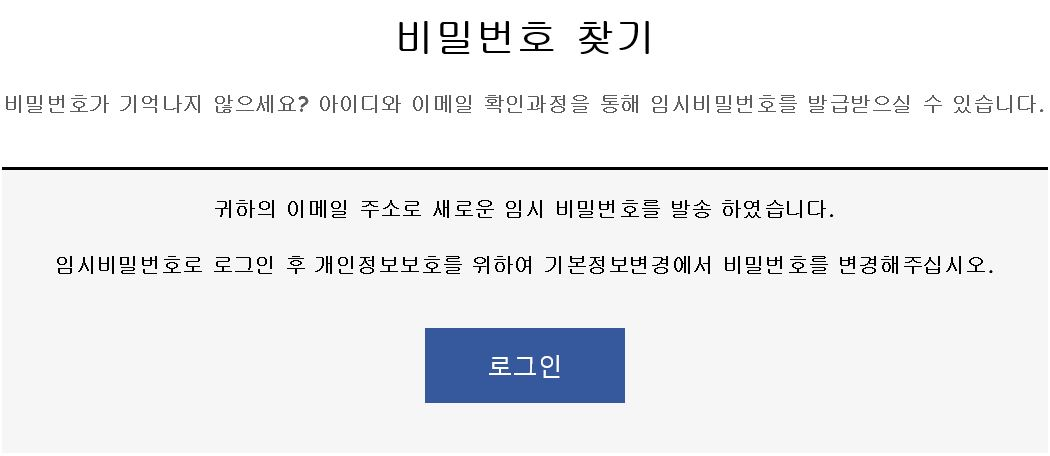 비밀번호 찾기
비밀번호가 기억나지 않으세요? 아이디와 이메일 확인과정을 통해 임시비밀번호를 발급받으실 수 있습니다.
귀하의 이메일 주소로 새로운 임시 비밀번호를 발송 하였습니다.
임시비밀번호로 로그인 후 개인정보보호를 위하여 기본정보변경에서 비밀번호를 변경해주십시오.
로그인